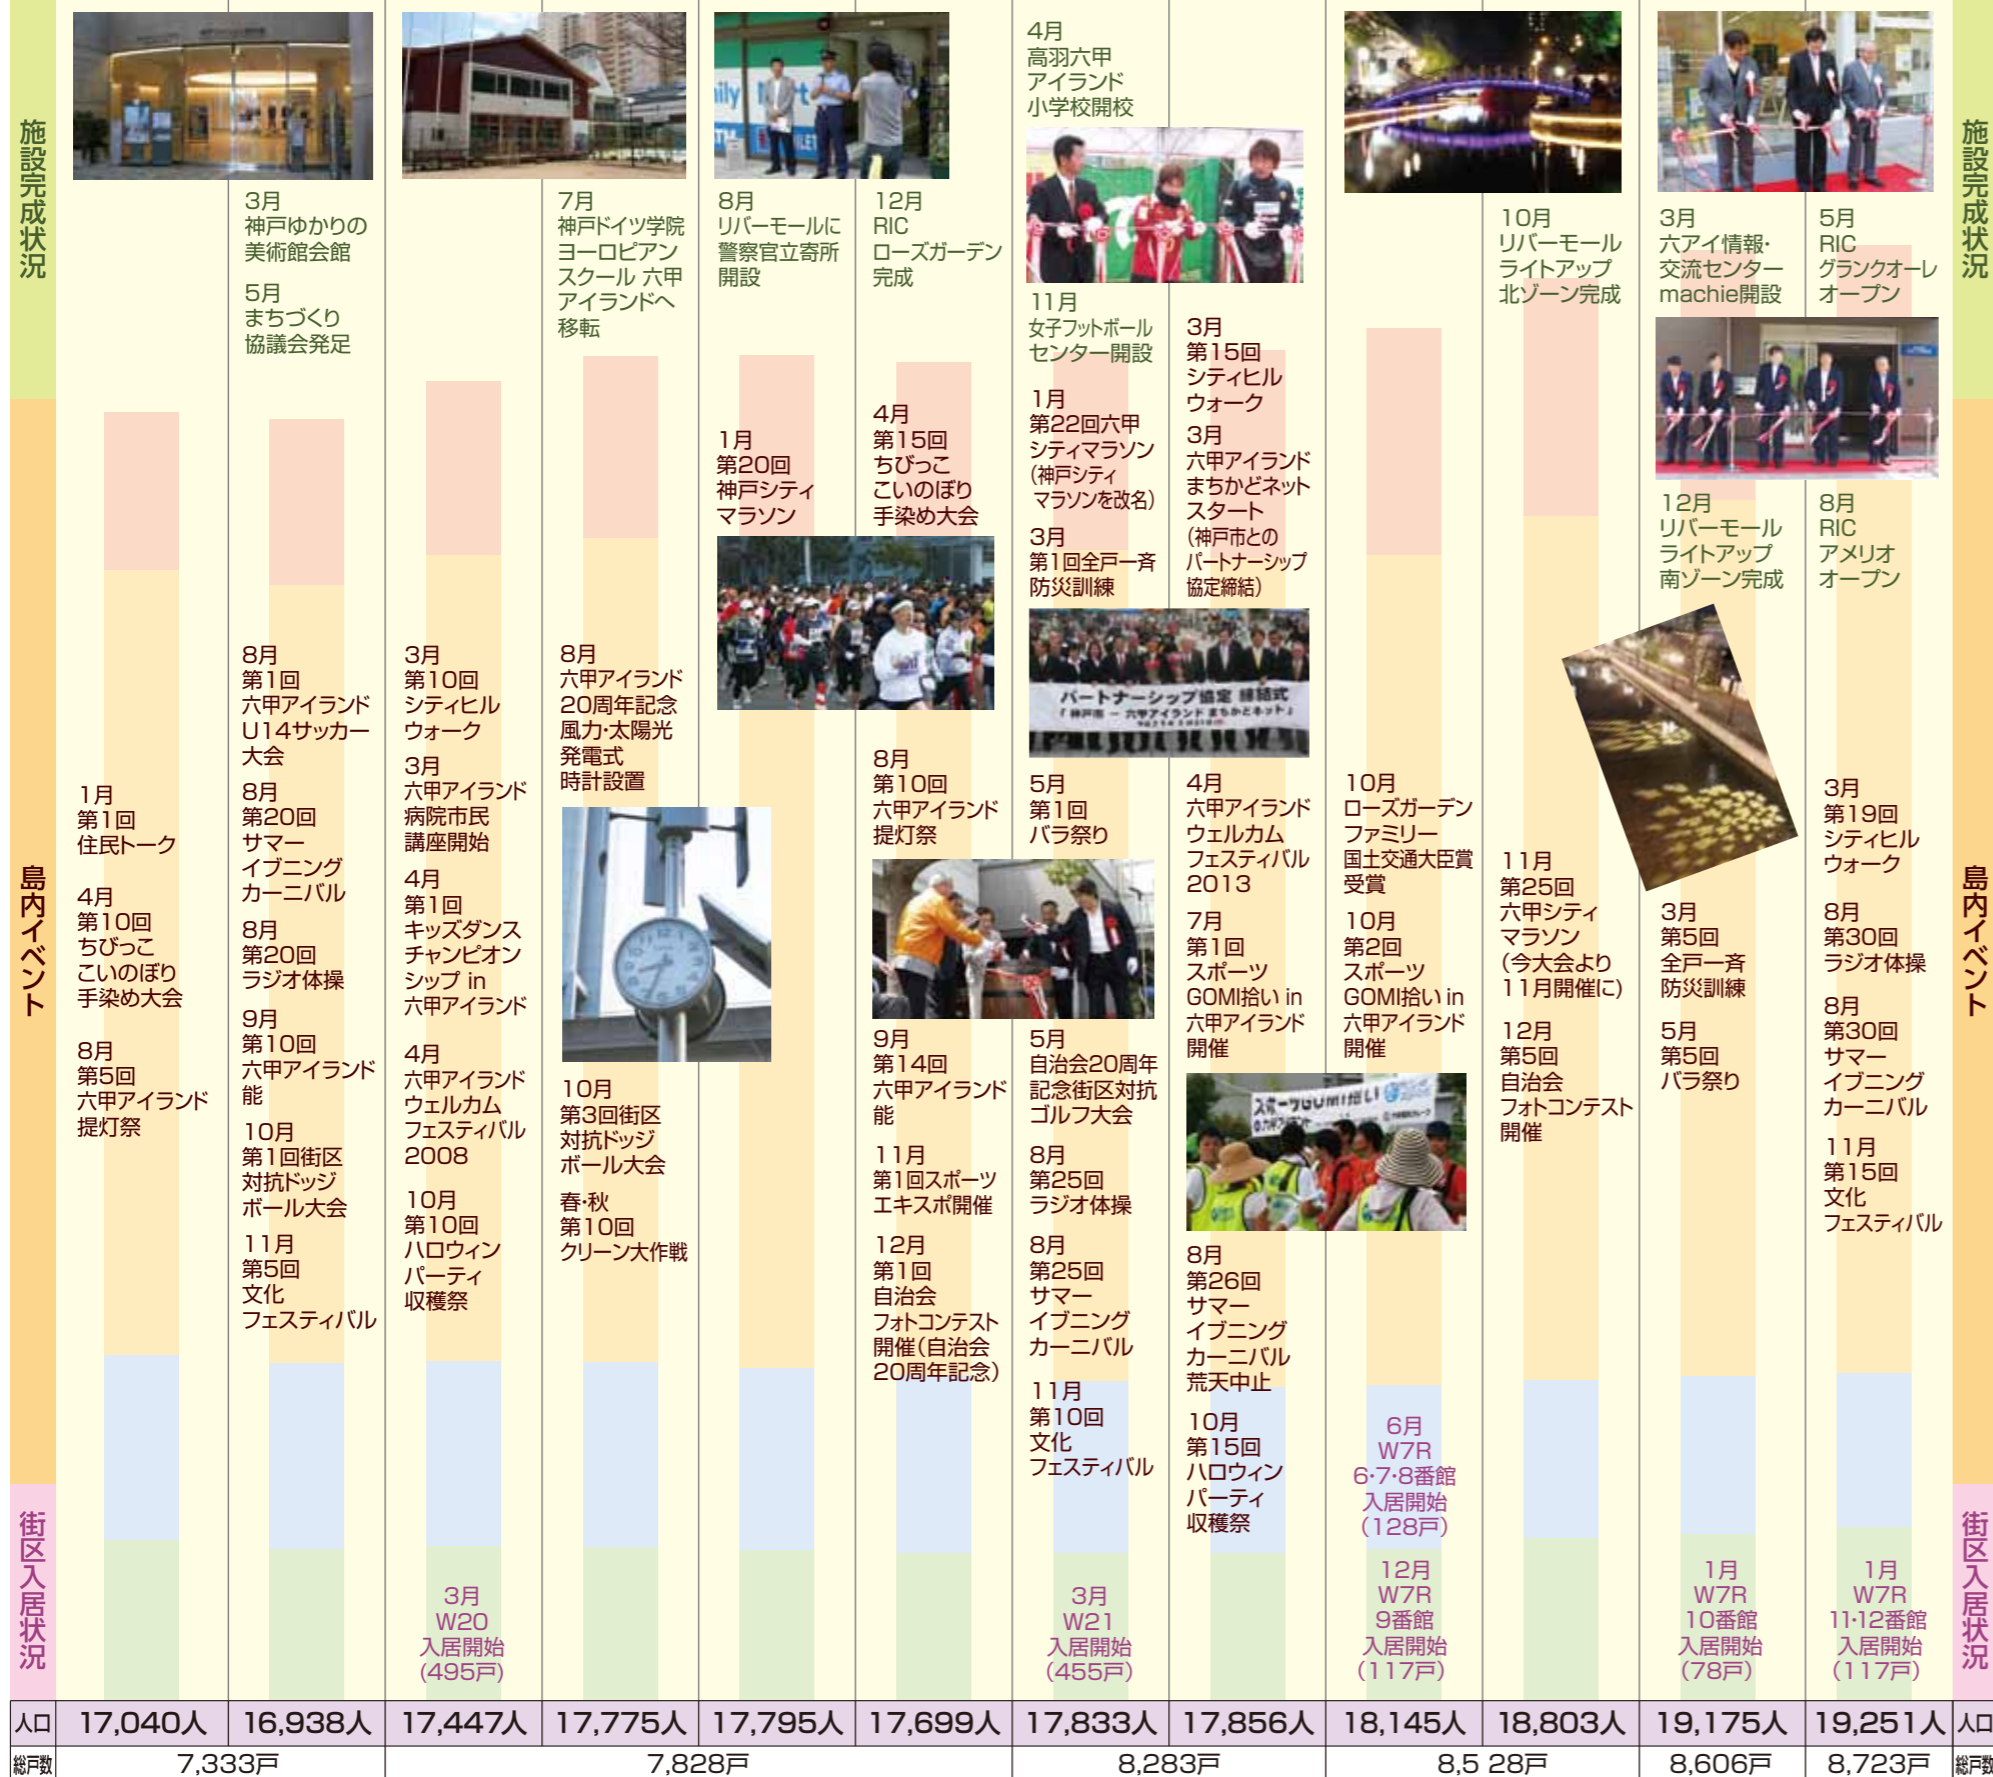 施設完成状況
3月
神戸ゆかりの
美術館会館
5月
まちづくり
協議会発足
7月
神戸ドイツ学院
ヨーロピアン
スクール 六甲
アイランドへ
移転
8月
リバーモールに
警察官立寄所
開設
12月
RIC
ローズガーデン
完成
4月
高羽六甲
アイランド
小学校開校
11月
女子フットボール
センター開設
10月
リバーモール
ライトアップ
北ゾーン完成
3月
六アイ情報・
交流センター
machie開設
12月
リバーモール
ライトアップ
南ゾーン完成
5月
RIC
グランクオーレ
オープン
8月
RIC
アメリオ
オープン
施設完成状況
島内イベント
1月
第1回
住民トーク
4月
第10回
ちびっこ
こいのぼり
手染め大会
8月
第5回
六甲アイランド
提灯祭
8月
第1回
六甲アイランド
U14サッカー
大会
8月
第20回
サマー
イブニング
カーニバル
8月
第20回
ラジオ体操
9月
第10回
六甲アイランド
能
10月
第1回街区
対抗ドッジ
ボール大会
11月
第5回
文化
フェスティバル
3月
第10回
シティヒル
ウォーク
3月
六甲アイランド
病院市民
講座開始
4月
第1回
キッズダンス
チャンピオン
シップ in
六甲アイランド
4月
六甲アイランド
ウェルカム
フェスティバル
2008
10月
第10回
ハロウィン
パーティ
収穫祭
8月
六甲アイランド
20周年記念
風力・太陽光
発電式
時計設置
10月
第3回街区
対抗ドッジ
ボール大会
春・秋
第10回
クリーン大作戦
1月
第20回
神戸シティ
マラソン
4月
第15回
ちびっこ
こいのぼり
手染め大会
8月
第10回
六甲アイランド
提灯祭
9月
第14回
六甲アイランド
能
11月
第1回スポーツ
エキスポ開催
12月
第1回
自治会
フォトコンテスト
開催(自治会
20周年記念)
1月
第22回六甲
シティマラソン
(神戸シティ
マラソンを改名)
3月
第1回全戸一斉
防災訓練
パートナーシップ協定 締結式
『神戸市 － 六甲アイランド まちかどネット』
5月
第1回
バラ祭り
5月
自治会20周年
記念街区対抗
ゴルフ大会
8月
第25回
ラジオ体操
8月
第25回
サマー
イブニング
カーニバル
11月
第10回
文化
フェスティバル
3月
第15回
シティヒル
ウォーク
3月
六甲アイランド
まちかどネット
スタート
(神戸市との
パートナーシップ
協定締結)
4月
六甲アイランド
ウェルカム
フェスティバル
2013
7月
第1回
スポーツ
GOMI拾い in
六甲アイランド
開催
スポーツGOMI拾い
8月
第26回
サマー
イブニング
カーニバル
荒天中止
10月
第15回
ハロウィン
パーティ
収穫祭
10月
ローズガーデン
ファミリー
国土交通大臣賞
受賞
10月
第2回
スポーツ
GOMI拾い in
六甲アイランド
開催
11月
第25回
六甲シティ
マラソン
(今大会より
11月開催に)
12月
第5回
自治会
フォトコンテスト
開催
3月
第5回
全戸一斉
防災訓練
5月
第5回
バラ祭り
3月
第19回
シティヒル
ウォーク
8月
第30回
ラジオ体操
8月
第30回
サマー
イブニング
カーニバル
11月
第15回
文化
フェスティバル
島内イベント
街区入居状況
3月
W20
入居開始
(495戸)
3月
W21
入居開始
(455戸)
6月
W7R
6・7・8番館
入居開始
(128戸)
12月
W7R
9番館
入居開始
(117戸)
1月
W7R
10番館
入居開始
(78戸)
1月
W7R
11・12番館
入居開始
(117戸)
街区入居状況
人口 17,040人 16,938人 17,447人 17,775人 17,795人 17,699人 17,833人 17,856人 18,145人 18,803人 19,175人 19,251人 人口
総戸数 7,333戸 7,828戸 8,283戸 8,5 28戸 8,606戸 8,723戸 総戸数